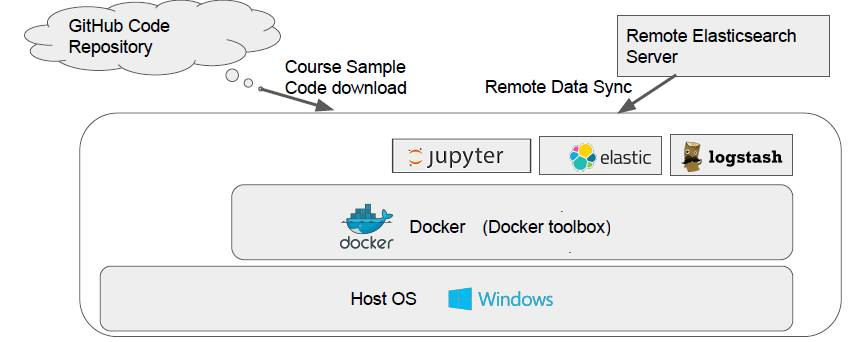 GitHub Code
Repository
Remote Elasticsearch
Server
Course Sample
Code download
Remote Data Sync
jupyter
elastic
logstash
docker
Docker (Docker toolbox)
Host OS
Windows